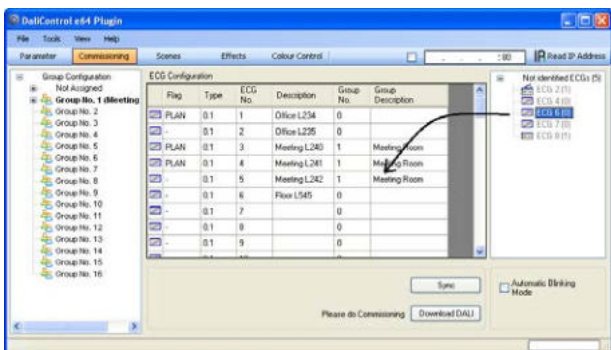 DaliControl e64 Plugin
File Tools View Help
Parameter Commissioning Scenes Effects Colour Control . . . :80 IP Read IP Address
Group Configuration
Not Assigned
Group No. 1 (Meeting
Group No. 2
Group No. 3
Group No. 4
Group No. 5
Group No. 6
Group No. 7
Group No. 8
Group No. 9
Group No. 10
Group No. 11
Group No. 12
Group No. 13
Group No. 14
Group No. 15
Group No. 16
ECG Configuration
Flag Type ECG No. Description Group No. Group Description
PLAN 0.1 1 Office L234 0
- 0.1 2 Office L235 0
PLAN 0.1 3 Meeting L240 1 Meeting Room
PLAN 0.1 4 Meeting L241 1 Meeting Room
- 0.1 5 Meeting L242 1 Meeting Room
- 0.1 6 Floor L545 0
- 0.1 7 0
- 0.1 8 0
- 0.1 9 0
Sync
Please do Commissioning Download DALI
Not identified ECGs (5)
ECG 2 (1)
ECG 4 (0)
ECG 6 (0)
ECG 7 (0)
ECG 8 (1)
Automatic Blinking
Mode